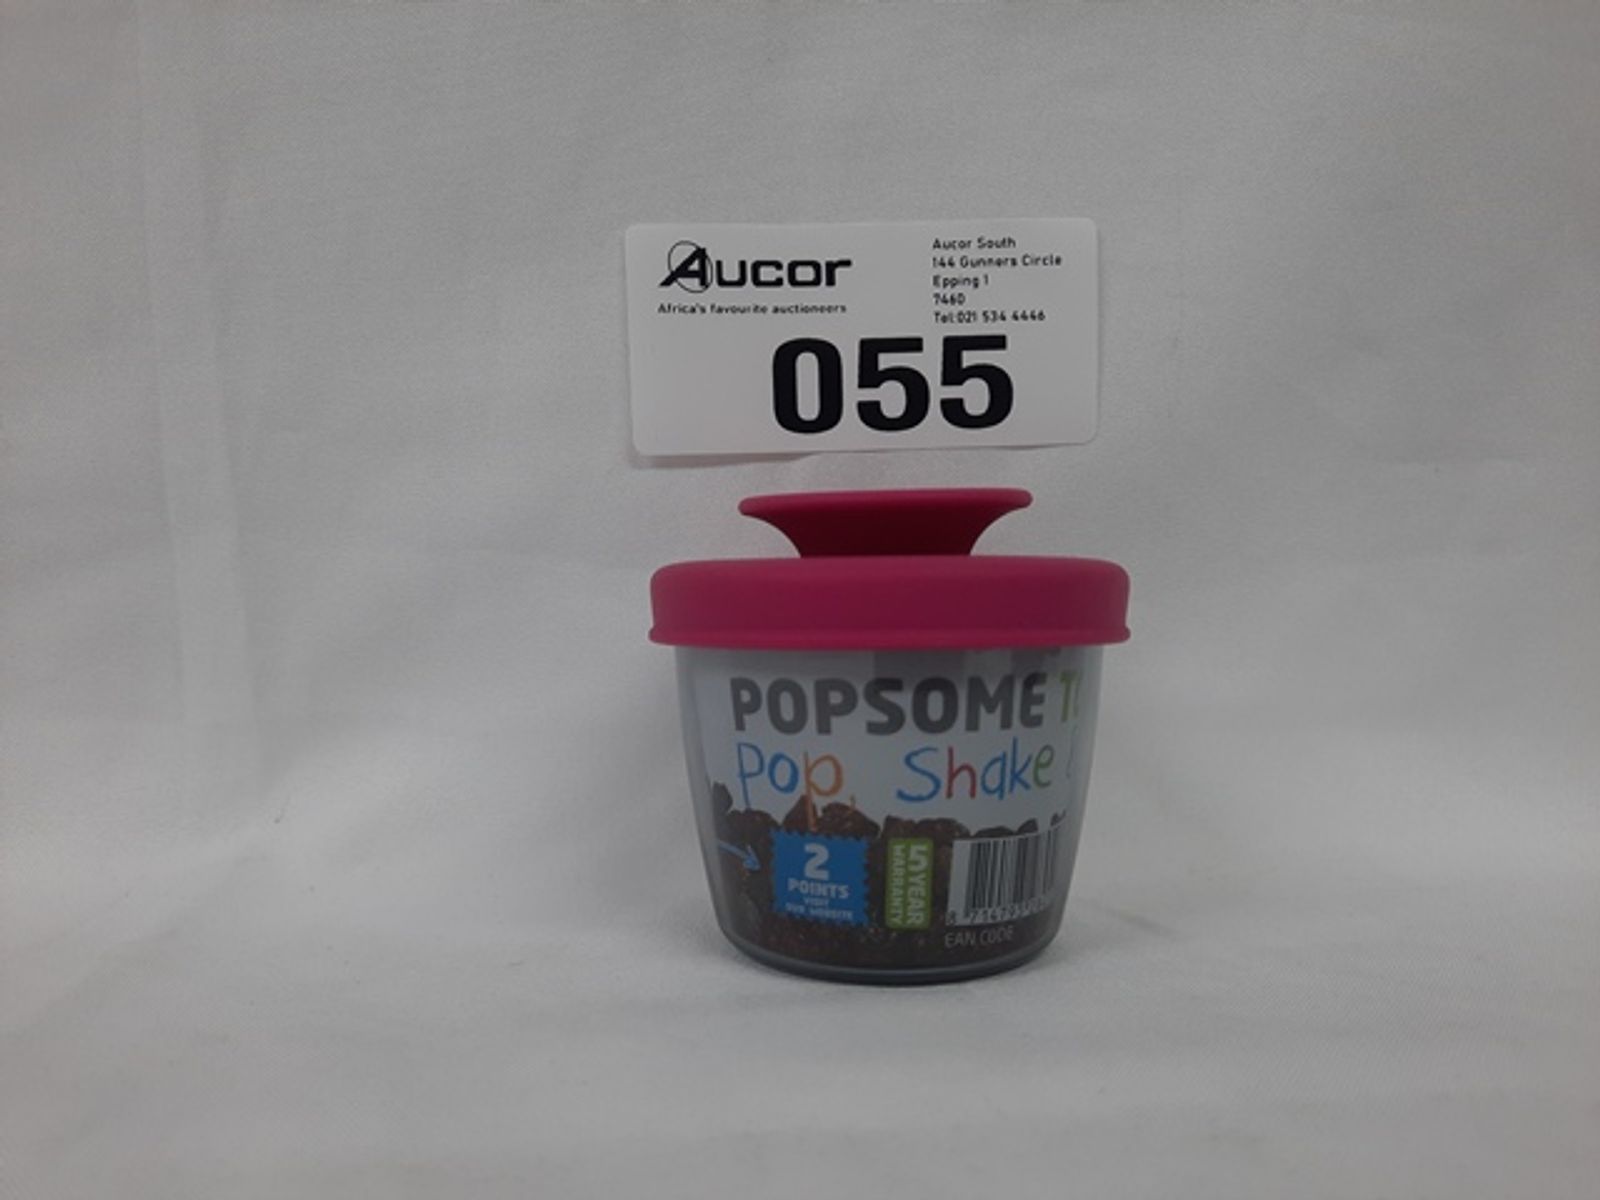 Aucor
Africa's favourite auctioneers
Aucor South
144 Gunners Circle
Epping 1
7460
Tel:021 534 4446
055
POPSOME
Pop, Shake
2
POINTS
VISIT
OUR WEBSITE
5 YEAR
WARRANTY
EAN CODE